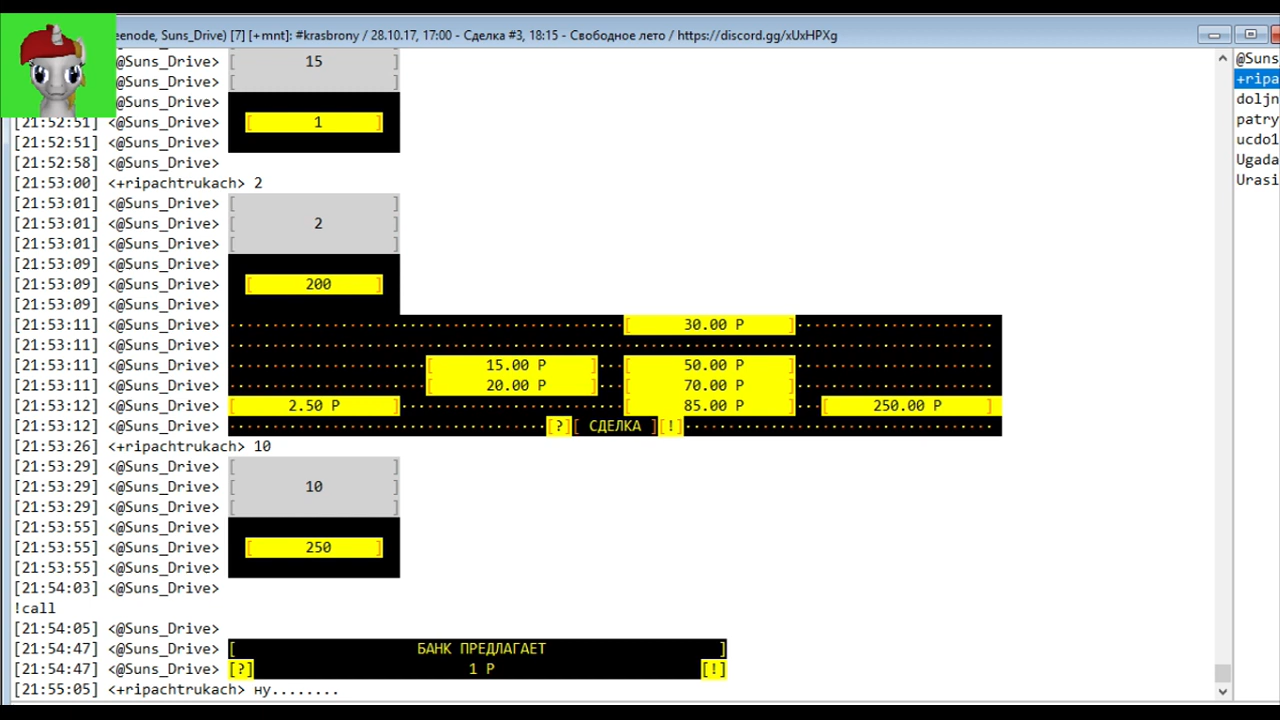 eenode, Suns_Drive) [7] [+mnt]: #krasbrony / 28.10.17, 17:00 - Сделка #3, 18:15 - Свободное лето / https://discord.gg/xUxHPXg
<@Suns_Drive> [ 15 ]
<@Suns_Drive> [ ]
<@Suns_Drive>
[21:52:51] <@Suns_Drive> [ 1 ]
[21:52:51] <@Suns_Drive>
[21:52:58] <@Suns_Drive>
[21:53:00] <+ripachtrukach> 2
[21:53:01] <@Suns_Drive> [ ]
[21:53:01] <@Suns_Drive> [ 2 ]
[21:53:01] <@Suns_Drive> [ ]
[21:53:09] <@Suns_Drive>
[21:53:09] <@Suns_Drive> [ 200 ]
[21:53:09] <@Suns_Drive>
[21:53:11] <@Suns_Drive> [ 30.00 Р ]
[21:53:11] <@Suns_Drive>
[21:53:11] <@Suns_Drive> [ 15.00 Р ] [ 50.00 Р ]
[21:53:11] <@Suns_Drive> [ 20.00 Р ] [ 70.00 Р ]
[21:53:12] <@Suns_Drive> [ 2.50 Р ] [ 85.00 Р ] [ 250.00 Р ]
[21:53:12] <@Suns_Drive> [?][ СДЕЛКА ][!]
[21:53:26] <+ripachtrukach> 10
[21:53:29] <@Suns_Drive> [ ]
[21:53:29] <@Suns_Drive> [ 10 ]
[21:53:29] <@Suns_Drive> [ ]
[21:53:55] <@Suns_Drive>
[21:53:55] <@Suns_Drive> [ 250 ]
[21:53:55] <@Suns_Drive>
[21:54:03] <@Suns_Drive>
!call
[21:54:05] <@Suns_Drive>
[21:54:47] <@Suns_Drive> [ БАНК ПРЕДЛАГАЕТ ]
[21:54:47] <@Suns_Drive> [?] 1 Р [!]
[21:55:05] <+ripachtrukach> ну........
@Suns
+ripa
doljn
patry
ucdo1
Ugada
Urasi